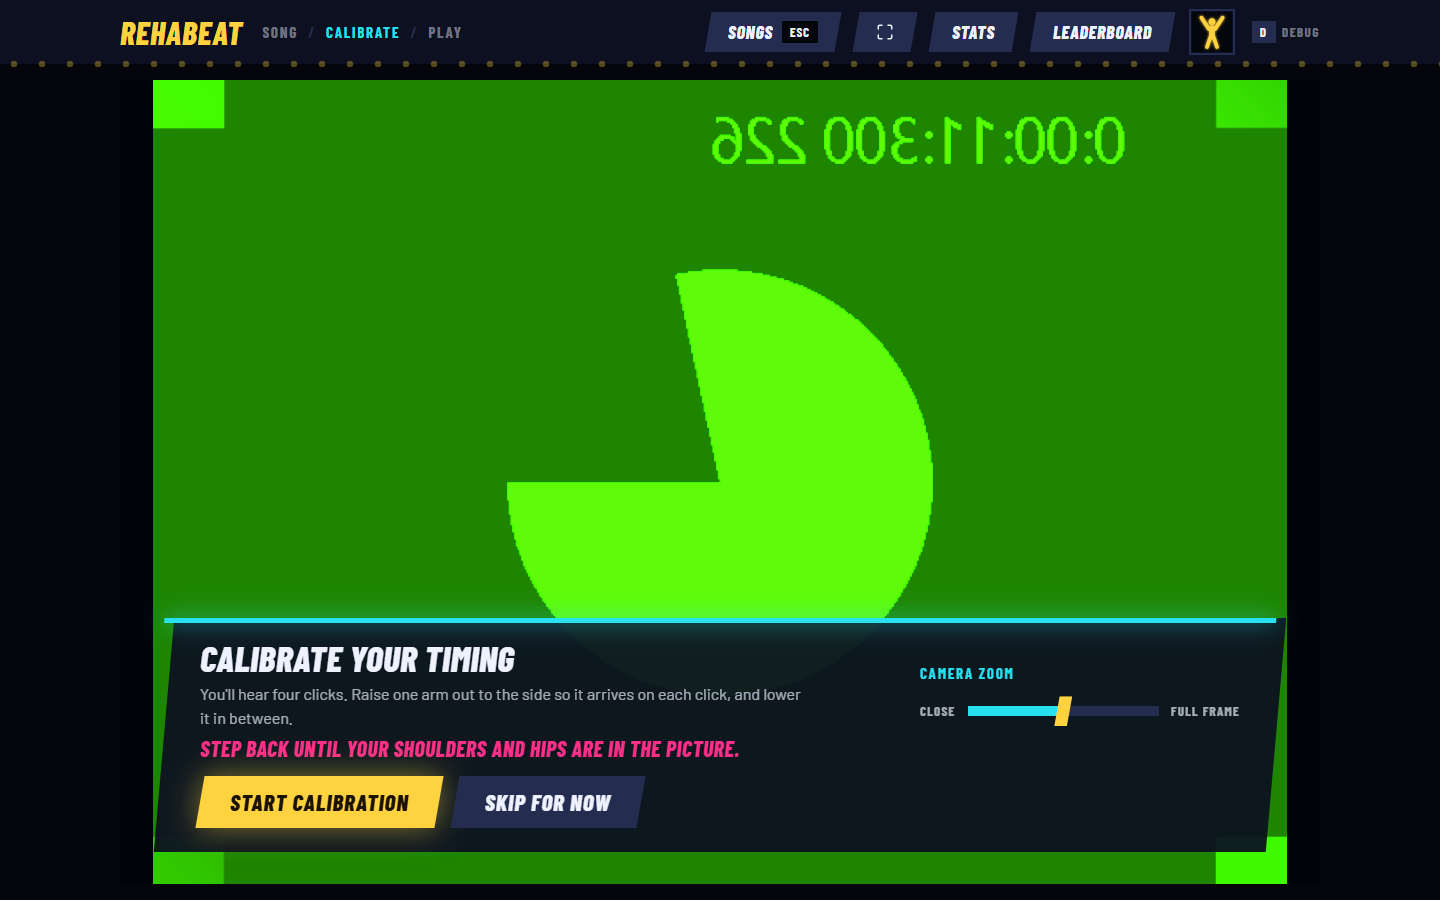 REHABEAT SONG / CALIBRATE / PLAY SONGS ESC STATS LEADERBOARD D DEBUG
0:00:11:300 226
CALIBRATE YOUR TIMING
You'll hear four clicks. Raise one arm out to the side so it arrives on each click, and lower
it in between.
STEP BACK UNTIL YOUR SHOULDERS AND HIPS ARE IN THE PICTURE.
START CALIBRATION SKIP FOR NOW
CAMERA ZOOM
CLOSE FULL FRAME